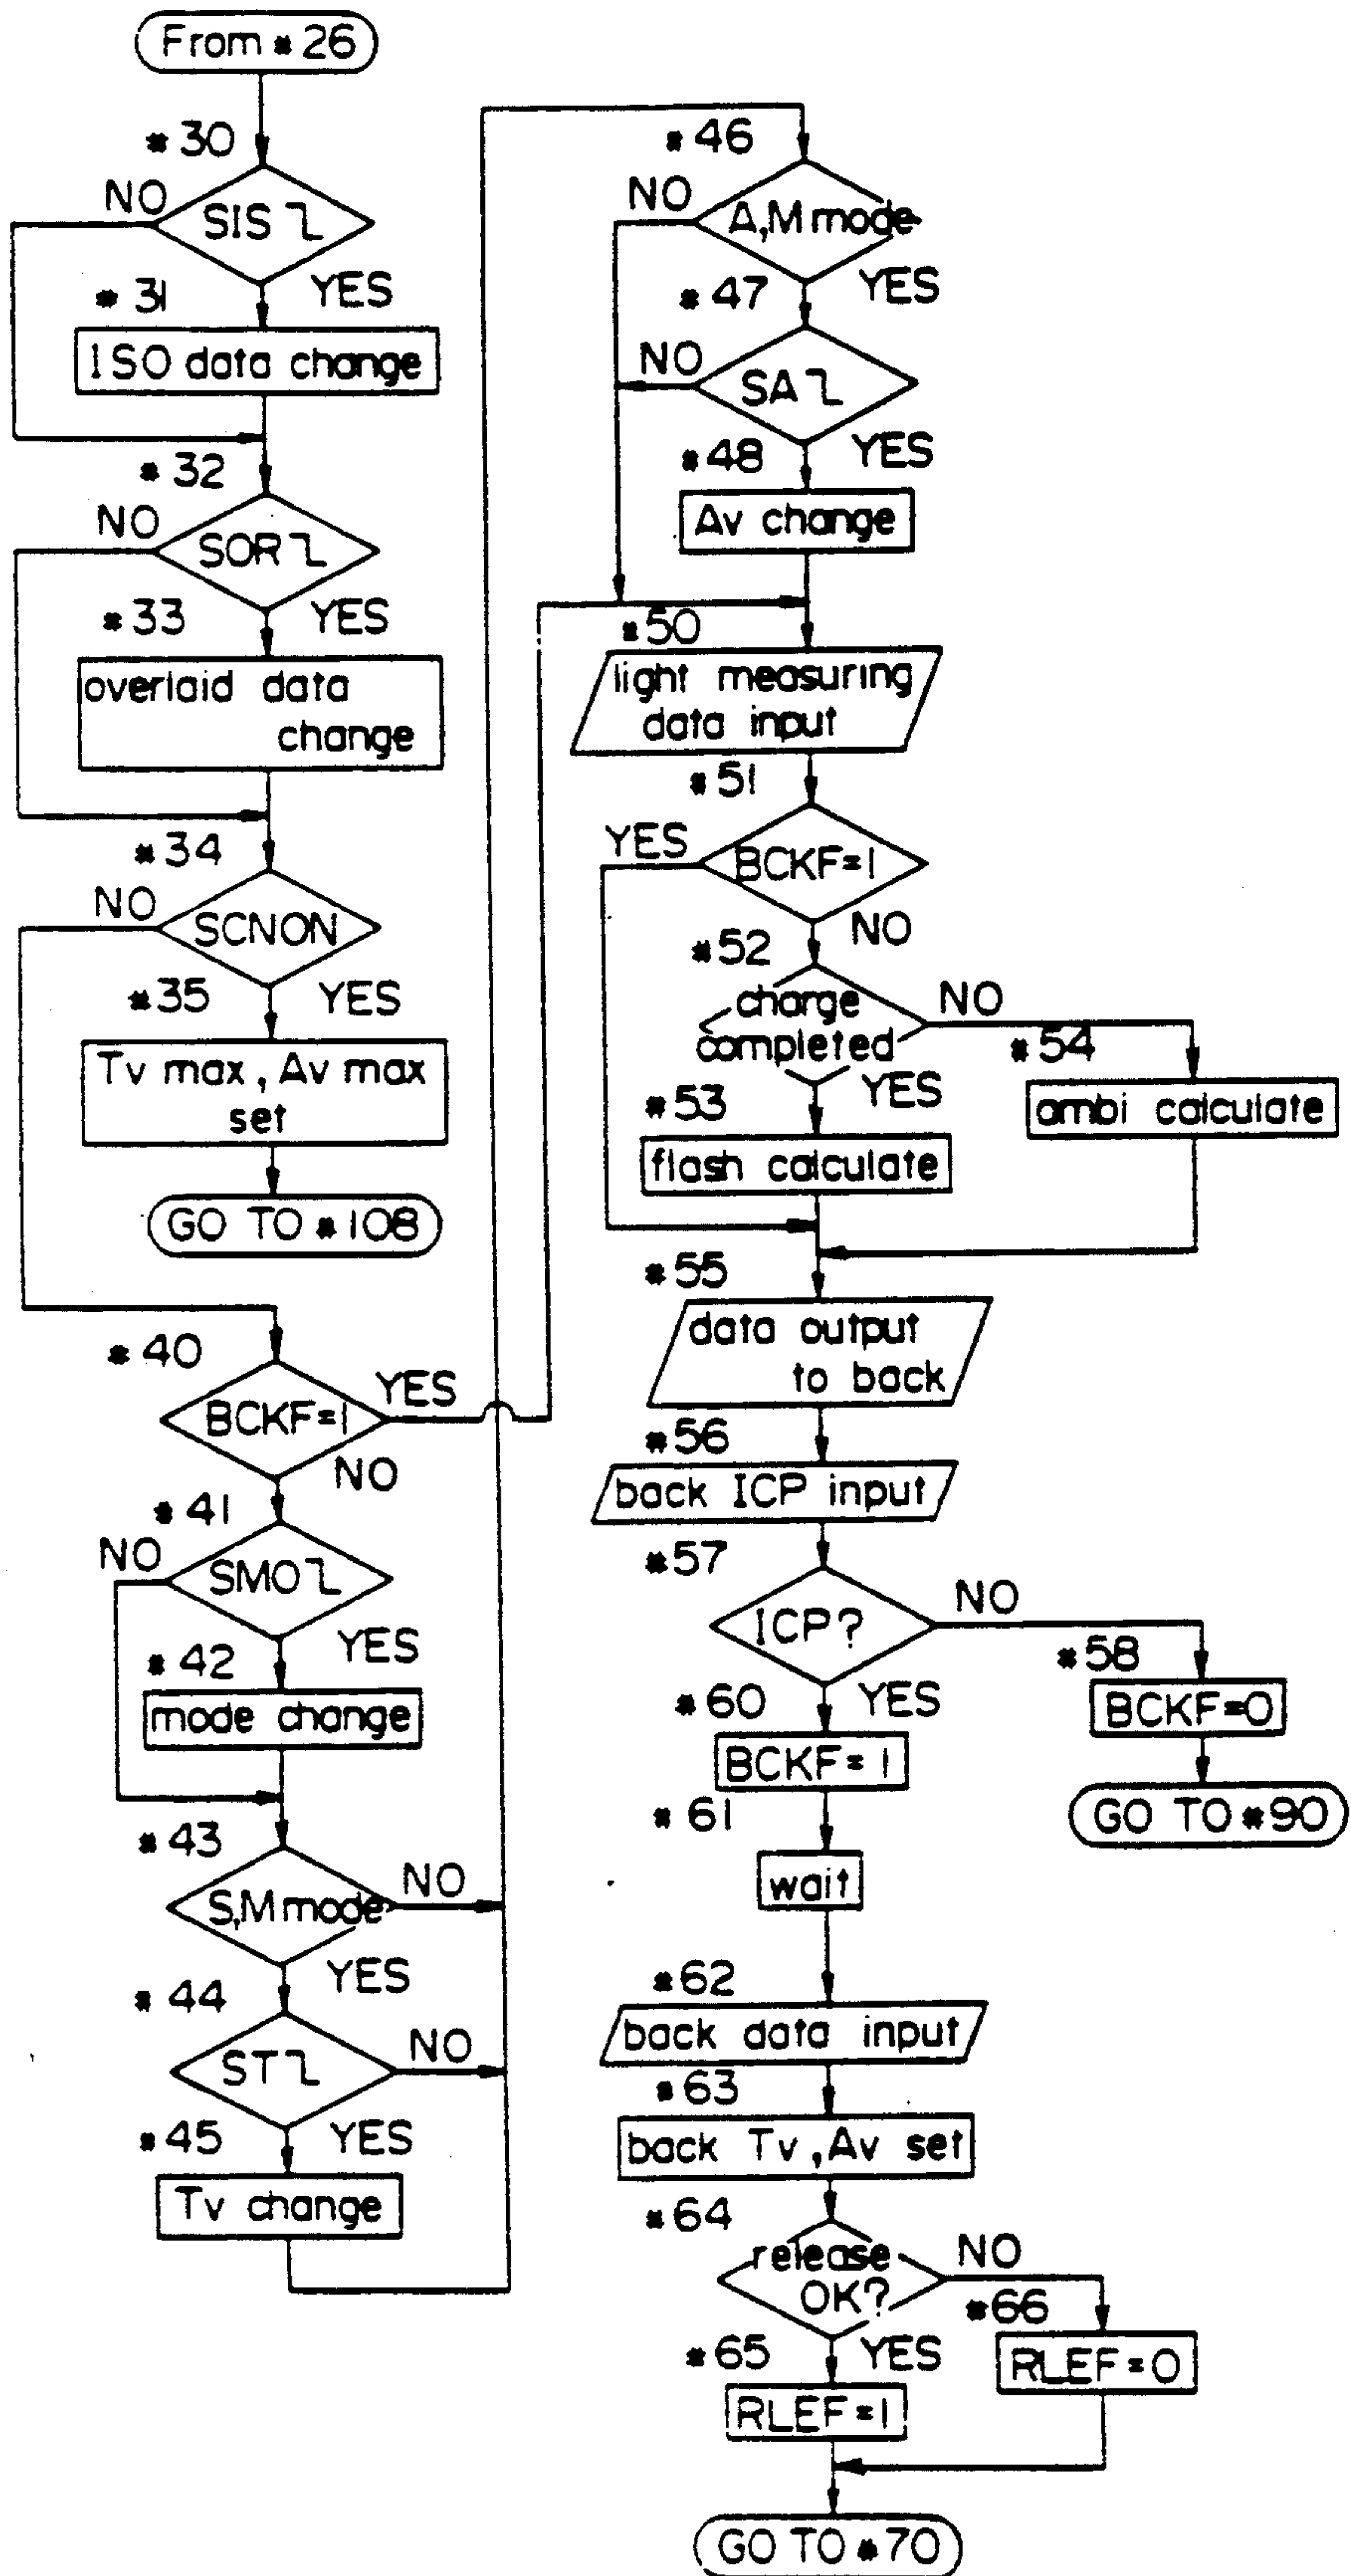 From *26
*30
NO
SIS
YES
*31
ISO data change
*32
NO
SOR
YES
*33
overlaid data
change
*34
NO
SCNON
YES
*35
Tv max, Av max
set
GO TO *108
*40
BCKF=1
YES
NO
*41
NO
SMO
YES
*42
mode change
*43
S,M mode
NO
YES
*44
ST
NO
YES
*45
Tv change
*46
NO
A,M mode
YES
*47
NO
SA
YES
*48
Av change
*50
light measuring
data input
*51
YES
BCKF=1
NO
*52
charge
completed
NO
YES
*54
ambi calculate
*53
flash calculate
*55
data output
to back
*56
back ICP input
*57
ICP?
NO
YES
*58
BCKF=0
GO TO *90
*60
BCKF=1
*61
wait
*62
back data input
*63
back Tv, Av set
*64
release
OK?
NO
YES
*66
RLEF=0
*65
RLEF=1
GO TO *70